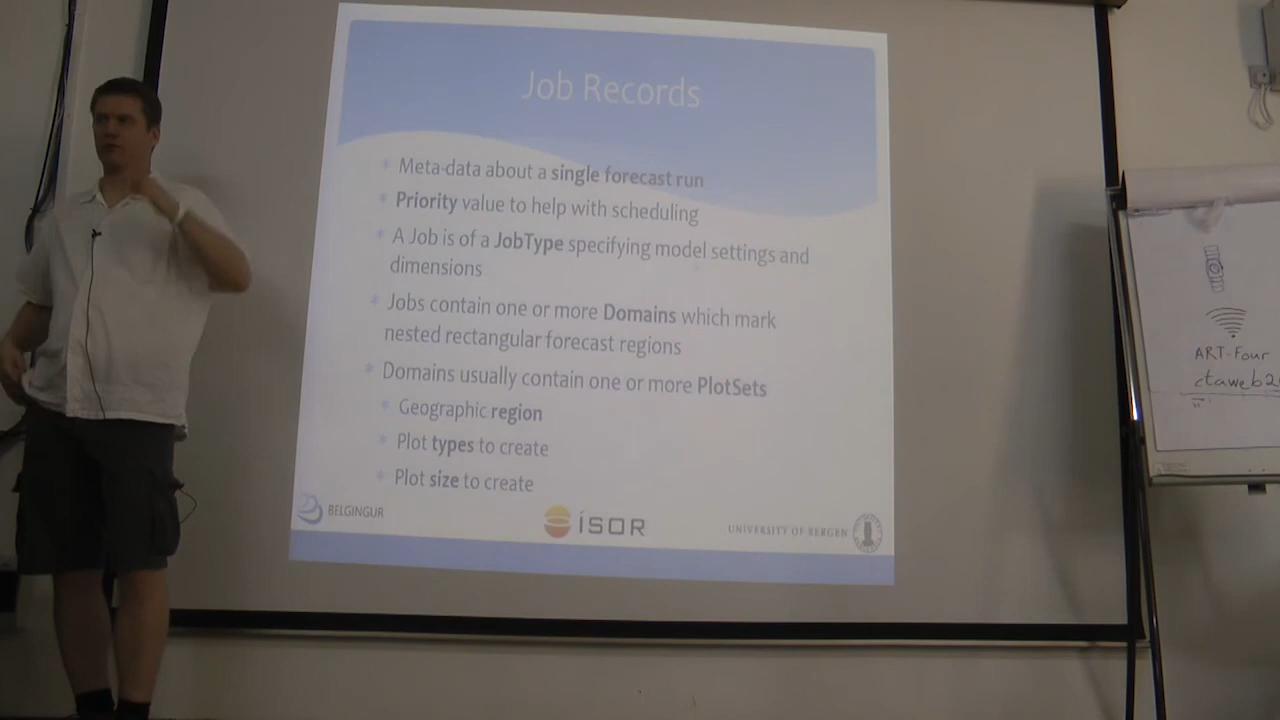 Job Records
Meta-data about a single forecast run
Priority value to help with scheduling
A Job is of a JobType specifying model settings and
dimensions
Jobs contain one or more Domains which mark
nested rectangular forecast regions
Domains usually contain one or more PlotSets
Geographic region
Plot types to create
Plot size to create
BELGINGUR
ÍSOR
UNIVERSITY OF BERGEN
ART-Four